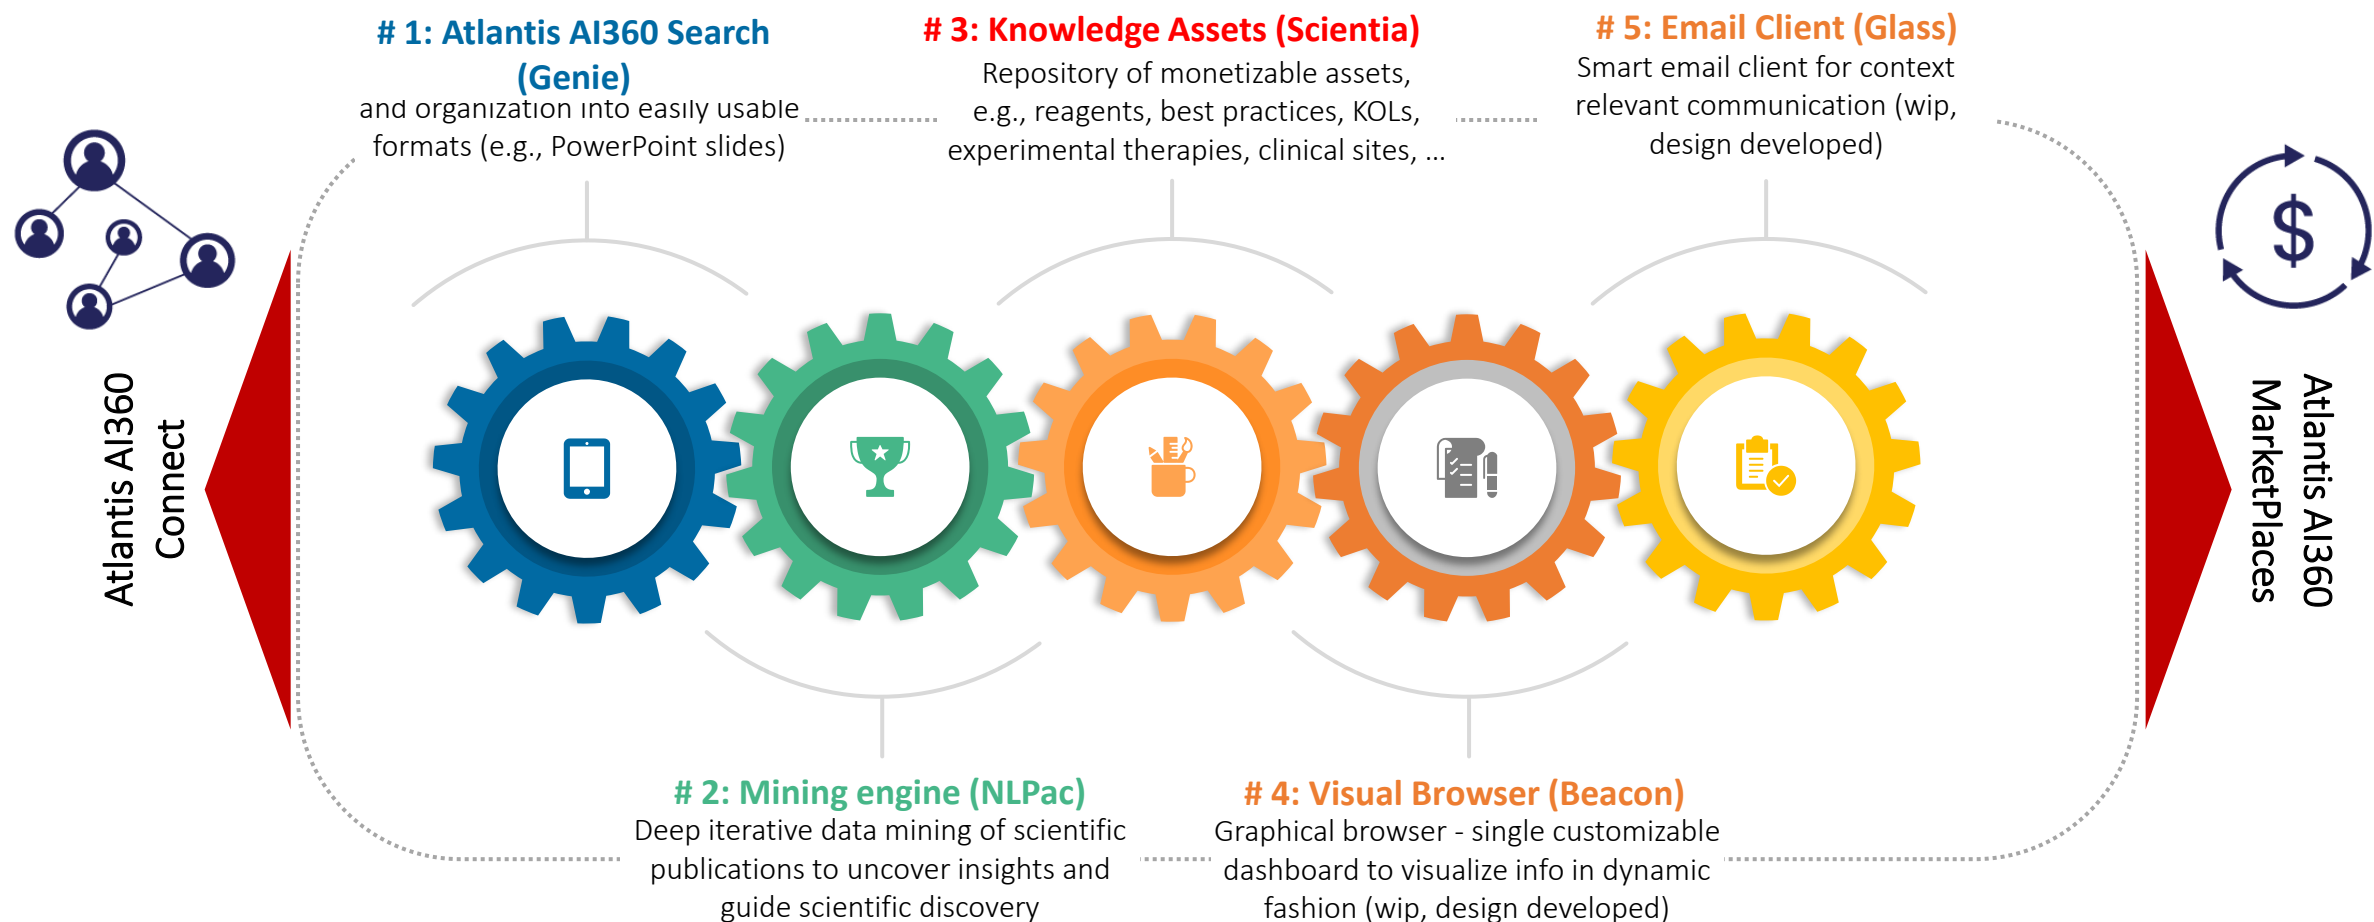 # 1: Atlantis AI360 Search
(Genie)
and organization into easily usable
formats (e.g., PowerPoint slides)
# 3: Knowledge Assets (Scientia)
Repository of monetizable assets,
e.g., reagents, best practices, KOLs,
experimental therapies, clinical sites, ...
# 5: Email Client (Glass)
Smart email client for context
relevant communication (wip,
design developed)
$
Atlantis AI360
Connect
Atlantis AI360
MarketPlaces
# 2: Mining engine (NLPac)
Deep iterative data mining of scientific
publications to uncover insights and
guide scientific discovery
# 4: Visual Browser (Beacon)
Graphical browser - single customizable
dashboard to visualize info in dynamic
fashion (wip, design developed)